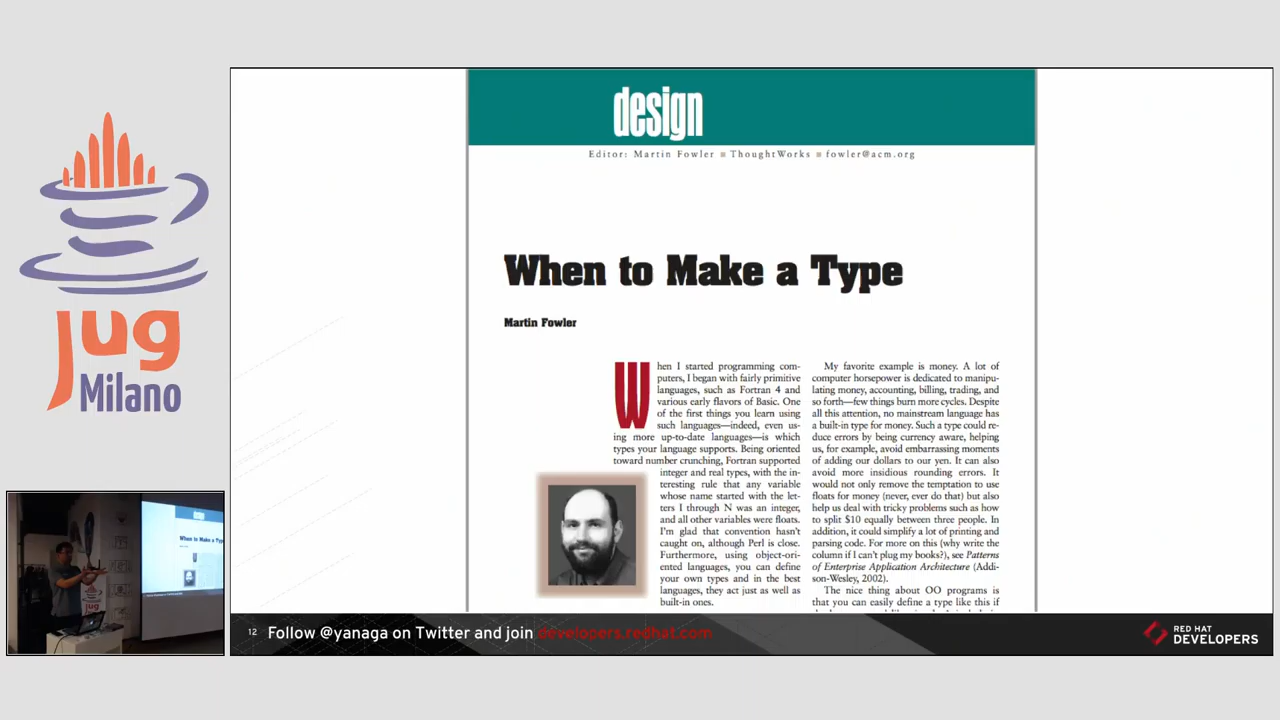 design
Editor: Martin Fowler ■ ThoughtWorks ■ fowler@acm.org
When to Make a Type
Martin Fowler
When I started programming com-
puters, I began with fairly primitive
languages, such as Fortran 4 and
various early flavors of Basic. One
of the first things you learn using
such languages—indeed, even us-
ing more up-to-date languages—is which
types your language supports. Being oriented
toward number crunching, Fortran supported
integer and real types, with the in-
teresting rule that any variable
whose name started with the let-
ters I through N was an integer,
and all other variables were floats.
I'm glad that convention hasn't
caught on, although Perl is close.
Furthermore, using object-ori-
ented languages, you can define
your own types and in the best
languages, they act just as well as
built-in ones.
My favorite example is money. A lot of
computer horsepower is dedicated to manipu-
lating money, accounting, billing, trading, and
so forth—few things burn more cycles. Despite
all this attention, no mainstream language has
a built-in type for money. Such a type could re-
duce errors by being currency aware, helping
us, for example, avoid embarrassing moments
of adding our dollars to our yen. It can also
avoid more insidious rounding errors. It
would not only remove the temptation to use
floats for money (never, ever do that) but also
help us deal with tricky problems such as how
to split $10 equally between three people. In
addition, it could simplify a lot of printing and
parsing code. For more on this (why write the
column if I can't plug my books?), see Patterns
of Enterprise Application Architecture (Addi-
son-Wesley, 2002).
The nice thing about OO programs is
that you can easily define a type like this if
jug
Milano
When to Make a Type
12 Follow @yanaga on Twitter and join developers.redhat.com
RED HAT
DEVELOPERS